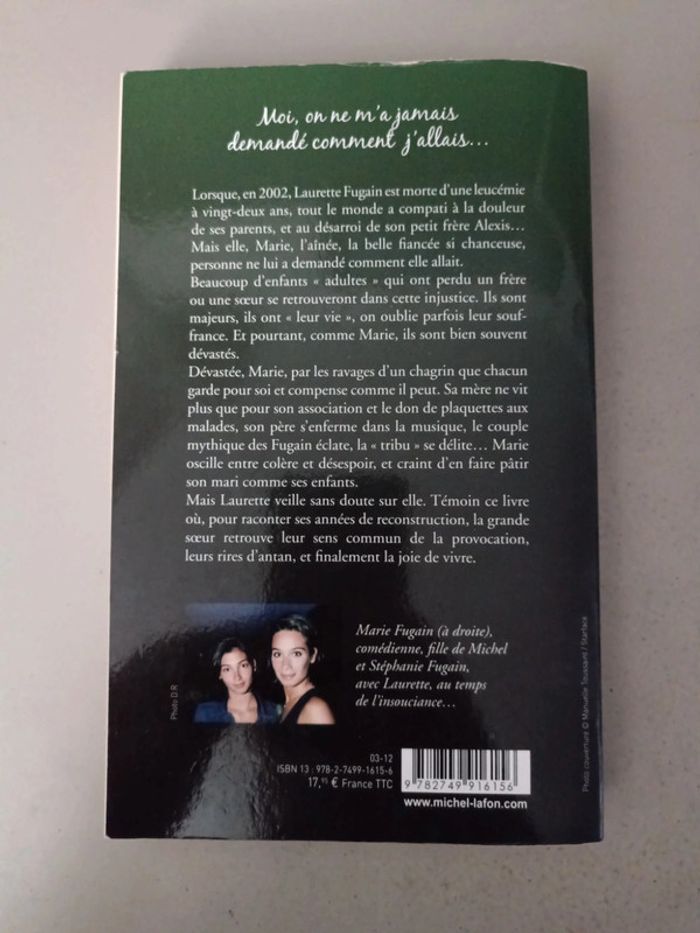 Moi, on ne m'a jamais
demandé comment j'allais...
Lorsque, en 2002, Laurette Fugain est morte d'une leucémie
à vingt-deux ans, tout le monde a compati à la douleur
de ses parents, et au désarroi de son petit frère Alexis...
Mais elle, Marie, l'aînée, la belle fiancée si chanceuse,
personne ne lui a demandé comment elle allait.
Beaucoup d'enfants « adultes » qui ont perdu un frère
ou une sœur se retrouveront dans cette injustice. Ils sont
majeurs, ils ont « leur vie », on oublie parfois leur souf-
france. Et pourtant, comme Marie, ils sont bien souvent
dévastés.
Dévastée, Marie, par les ravages d'un chagrin que chacun
garde pour soi et compense comme il peut. Sa mère ne vit
plus que pour son association et le don de plaquettes aux
malades, son père s'enferme dans la musique, le couple
mythique des Fugain éclate, la « tribu » se délite... Marie
oscille entre colère et désespoir, et craint d'en faire pâtir
son mari comme ses enfants.
Mais Laurette veille sans doute sur elle. Témoin ce livre
où, pour raconter ses années de reconstruction, la grande
sœur retrouve leur sens commun de la provocation,
leurs rires d'antan, et finalement la joie de vivre.
Photo D.R
Marie Fugain (à droite),
comédienne, fille de Michel
et Stéphanie Fugain,
avec Laurette, au temps
de l'insouciance...
03-12
ISBN 13 : 978-2-7499-1615-6
17,95 € France TTC
9 782749 916156
www.michel-lafon.com
Photo couverture © Manuelle Toussaint / Starface